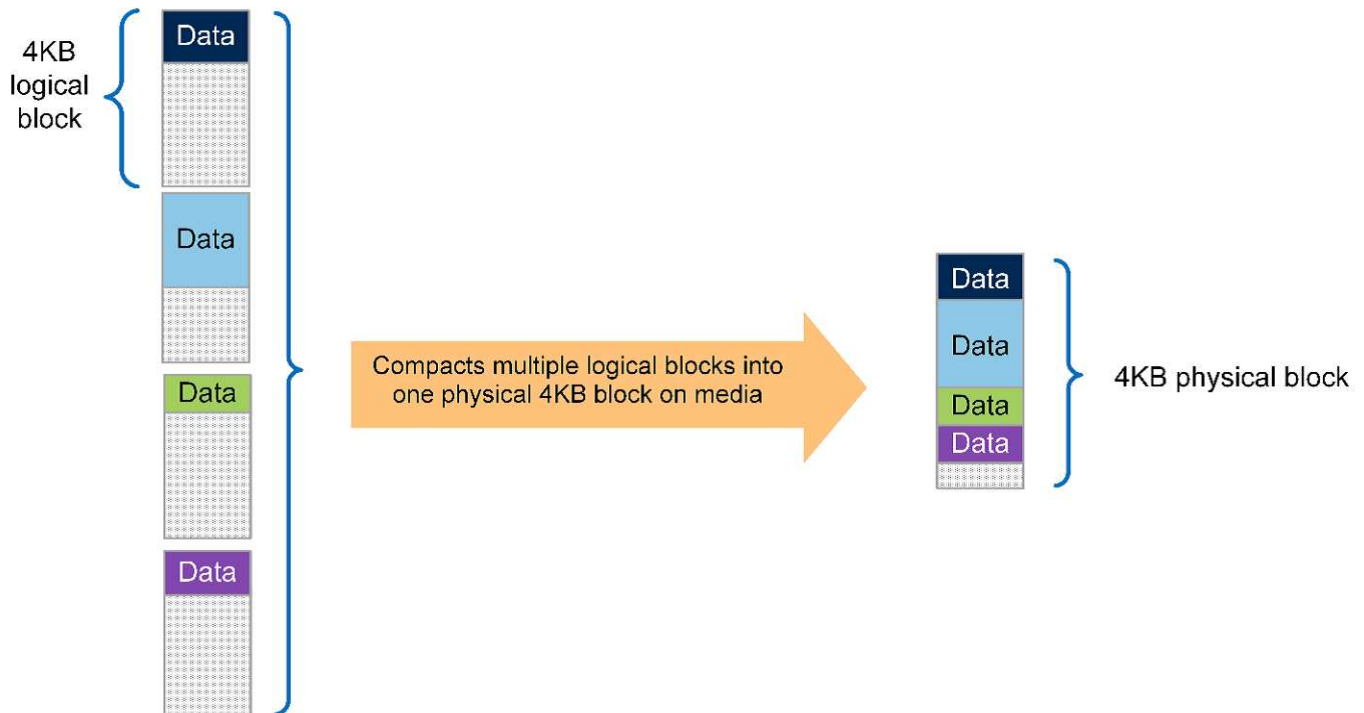 4KB
logical
block
Data
Data
Data
Data
Compacts multiple logical blocks into
one physical 4KB block on media
Data
Data
Data
Data
4KB physical block